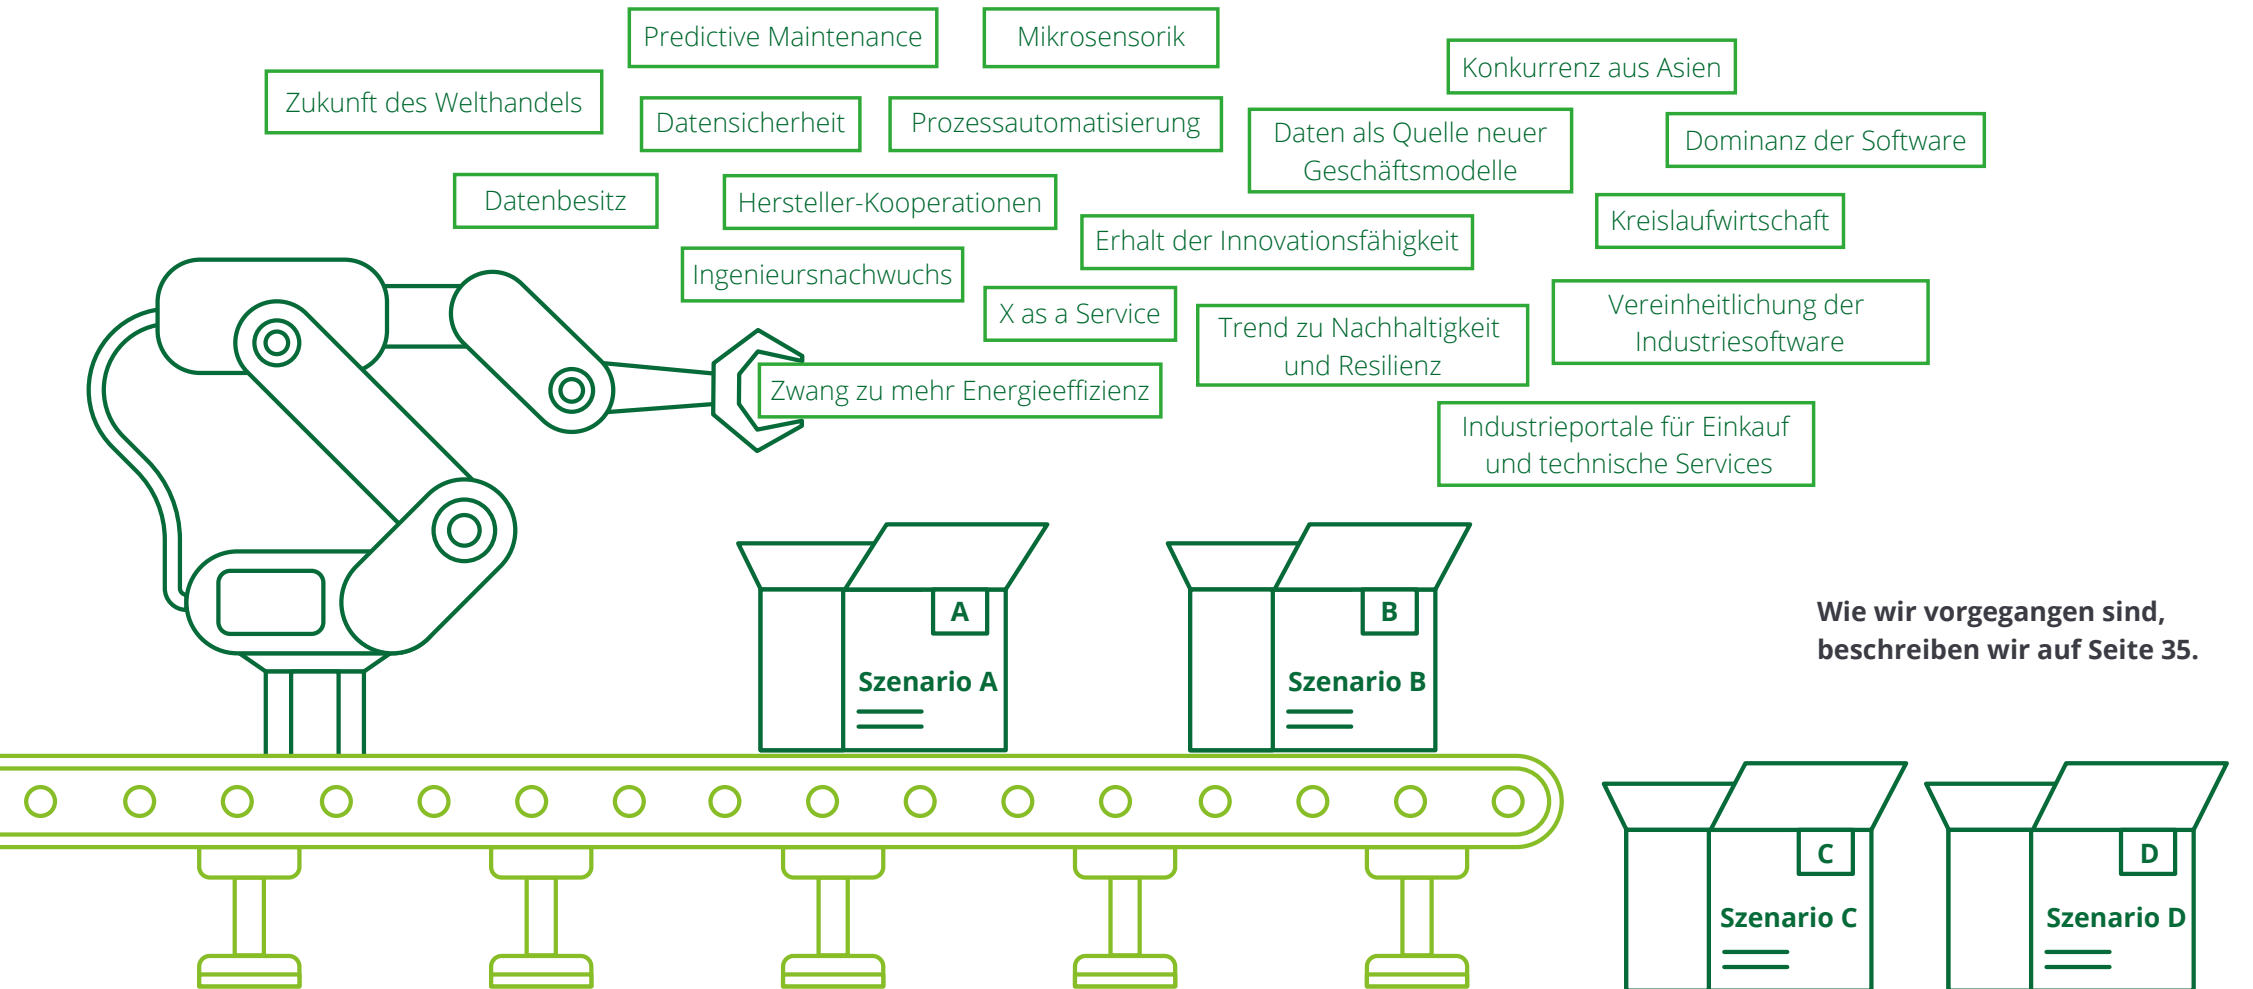 Predictive Maintenance
Mikrosensorik
Konkurrenz aus Asien
Zukunft des Welthandels
Datensicherheit
Prozessautomatisierung
Daten als Quelle neuer
Geschäftsmodelle
Dominanz der Software
Datenbesitz
Hersteller-Kooperationen
Kreislaufwirtschaft
Erhalt der Innovationsfähigkeit
Ingenieursnachwuchs
X as a Service
Trend zu Nachhaltigkeit
und Resilienz
Vereinheitlichung der
Industriesoftware
Zwang zu mehr Energieeffizienz
Industrieportale für Einkauf
und technische Services
A
Szenario A
B
Szenario B
Wie wir vorgegangen sind,
beschreiben wir auf Seite 35.
C
Szenario C
D
Szenario D